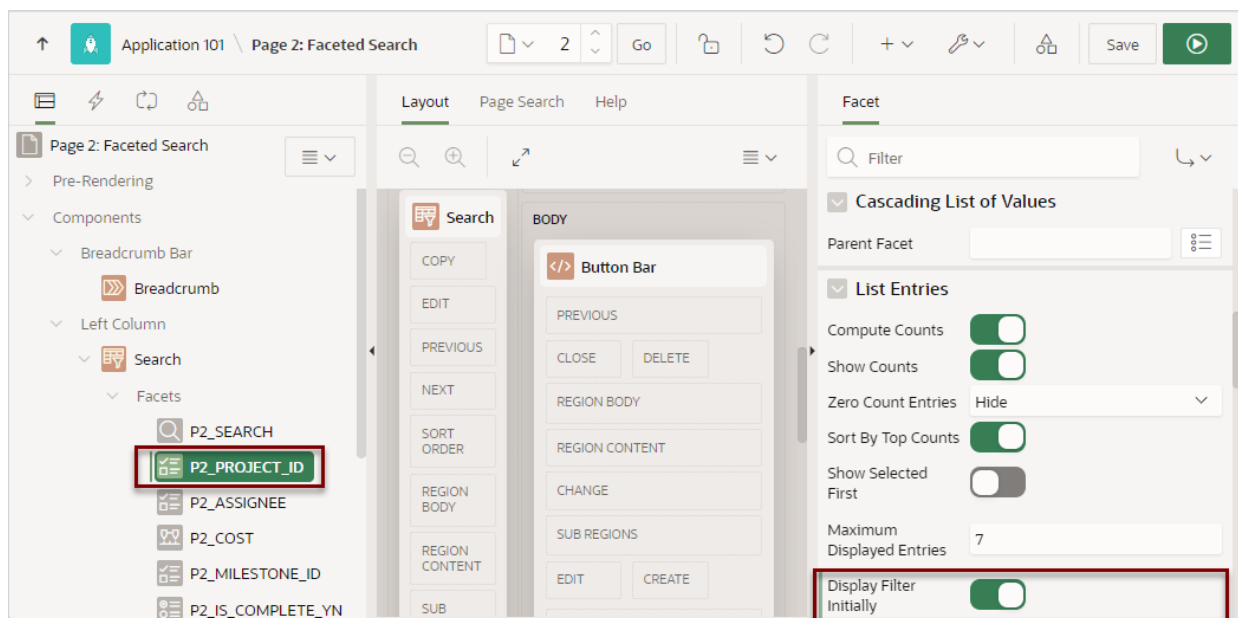 Application 101 \ Page 2: Faceted Search
2
Go
Save
Layout
Page Search
Help
Facet
Page 2: Faceted Search
Pre-Rendering
Components
Breadcrumb Bar
Breadcrumb
Left Column
Search
Facets
P2_SEARCH
P2_PROJECT_ID
P2_ASSIGNEE
P2_COST
P2_MILESTONE_ID
P2_IS_COMPLETE_YN
Search
COPY
EDIT
PREVIOUS
NEXT
SORT
ORDER
REGION
BODY
REGION
CONTENT
SUB
BODY
</> Button Bar
PREVIOUS
CLOSE
DELETE
REGION BODY
REGION CONTENT
CHANGE
SUB REGIONS
EDIT
CREATE
Filter
Cascading List of Values
Parent Facet
List Entries
Compute Counts
Show Counts
Zero Count Entries
Hide
Sort By Top Counts
Show Selected
First
Maximum
Displayed Entries
7
Display Filter
Initially